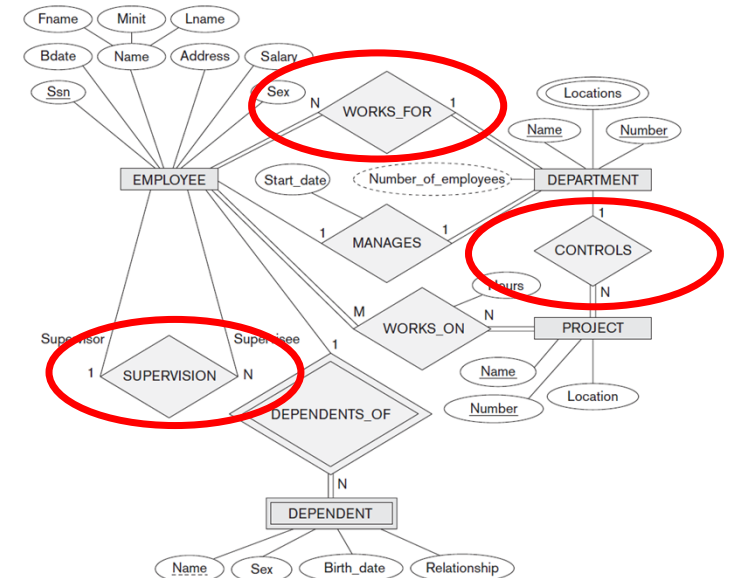 Fname
Minit
Lname
Bdate
Name
Address
Salary
Ssn
Sex
N
WORKS_FOR
1
Locations
Name
Number
EMPLOYEE
Start_date
Number_of_employees
DEPARTMENT
1
MANAGES
1
1
CONTROLS
N
Hours
M
WORKS_ON
N
PROJECT
Supervisor
Supervisee
1
SUPERVISION
N
1
Name
Number
Location
DEPENDENTS_OF
N
DEPENDENT
Name
Sex
Birth_date
Relationship